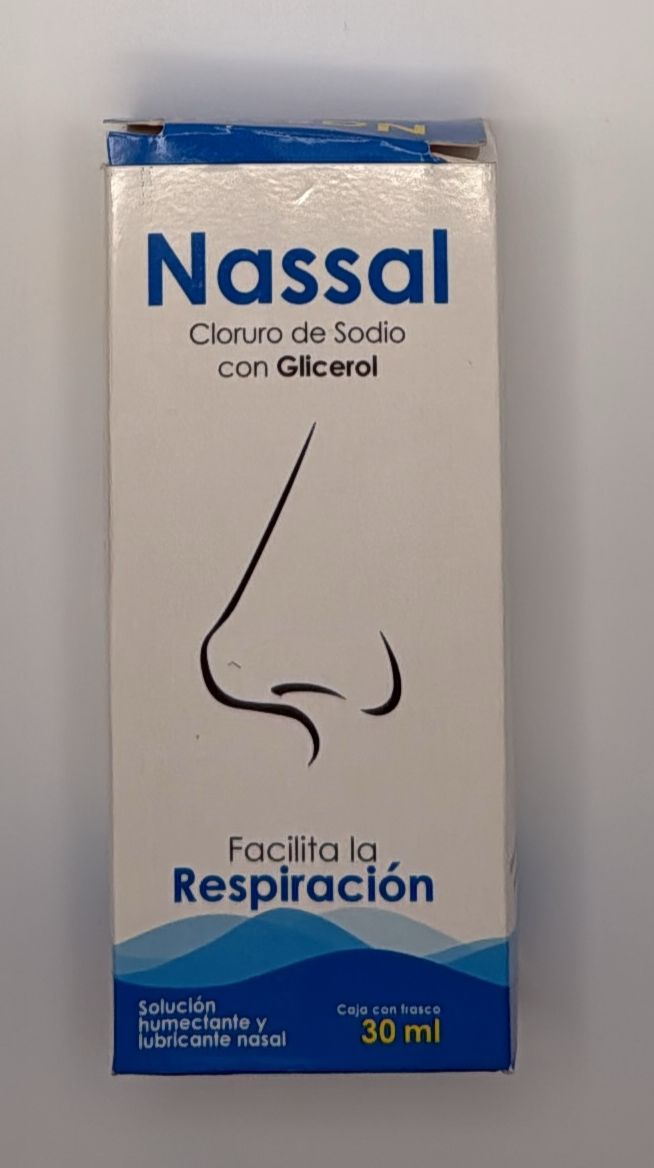 Nassal
Cloruro de Sodio
con Glicerol
Facilita la
Respiración
Solución
humectante y
lubricante nasal
Caja con frasco
30 ml